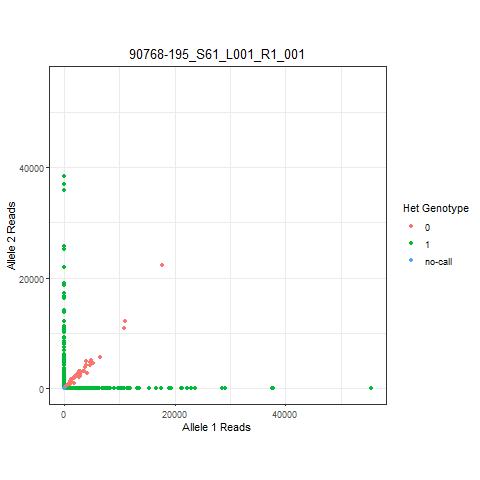 90768-195_S61_L001_R1_001
Allele 2 Reads
40000
20000
0
0
20000
40000
Allele 1 Reads
Het Genotype
0
1
no-call